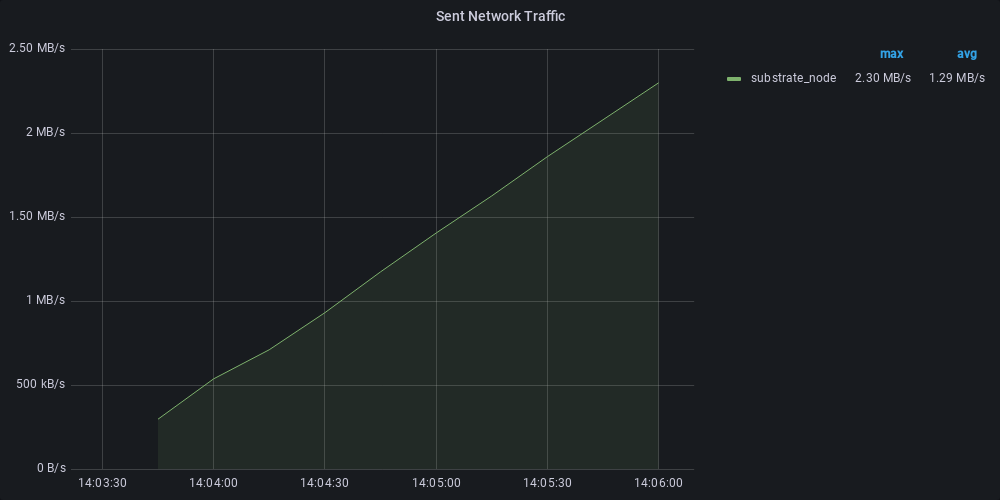 Sent Network Traffic
2.50 MB/s
2 MB/s
1.50 MB/s
1 MB/s
500 kB/s
0 B/s
14:03:30 14:04:00 14:04:30 14:05:00 14:05:30 14:06:00
max avg
substrate_node 2.30 MB/s 1.29 MB/s